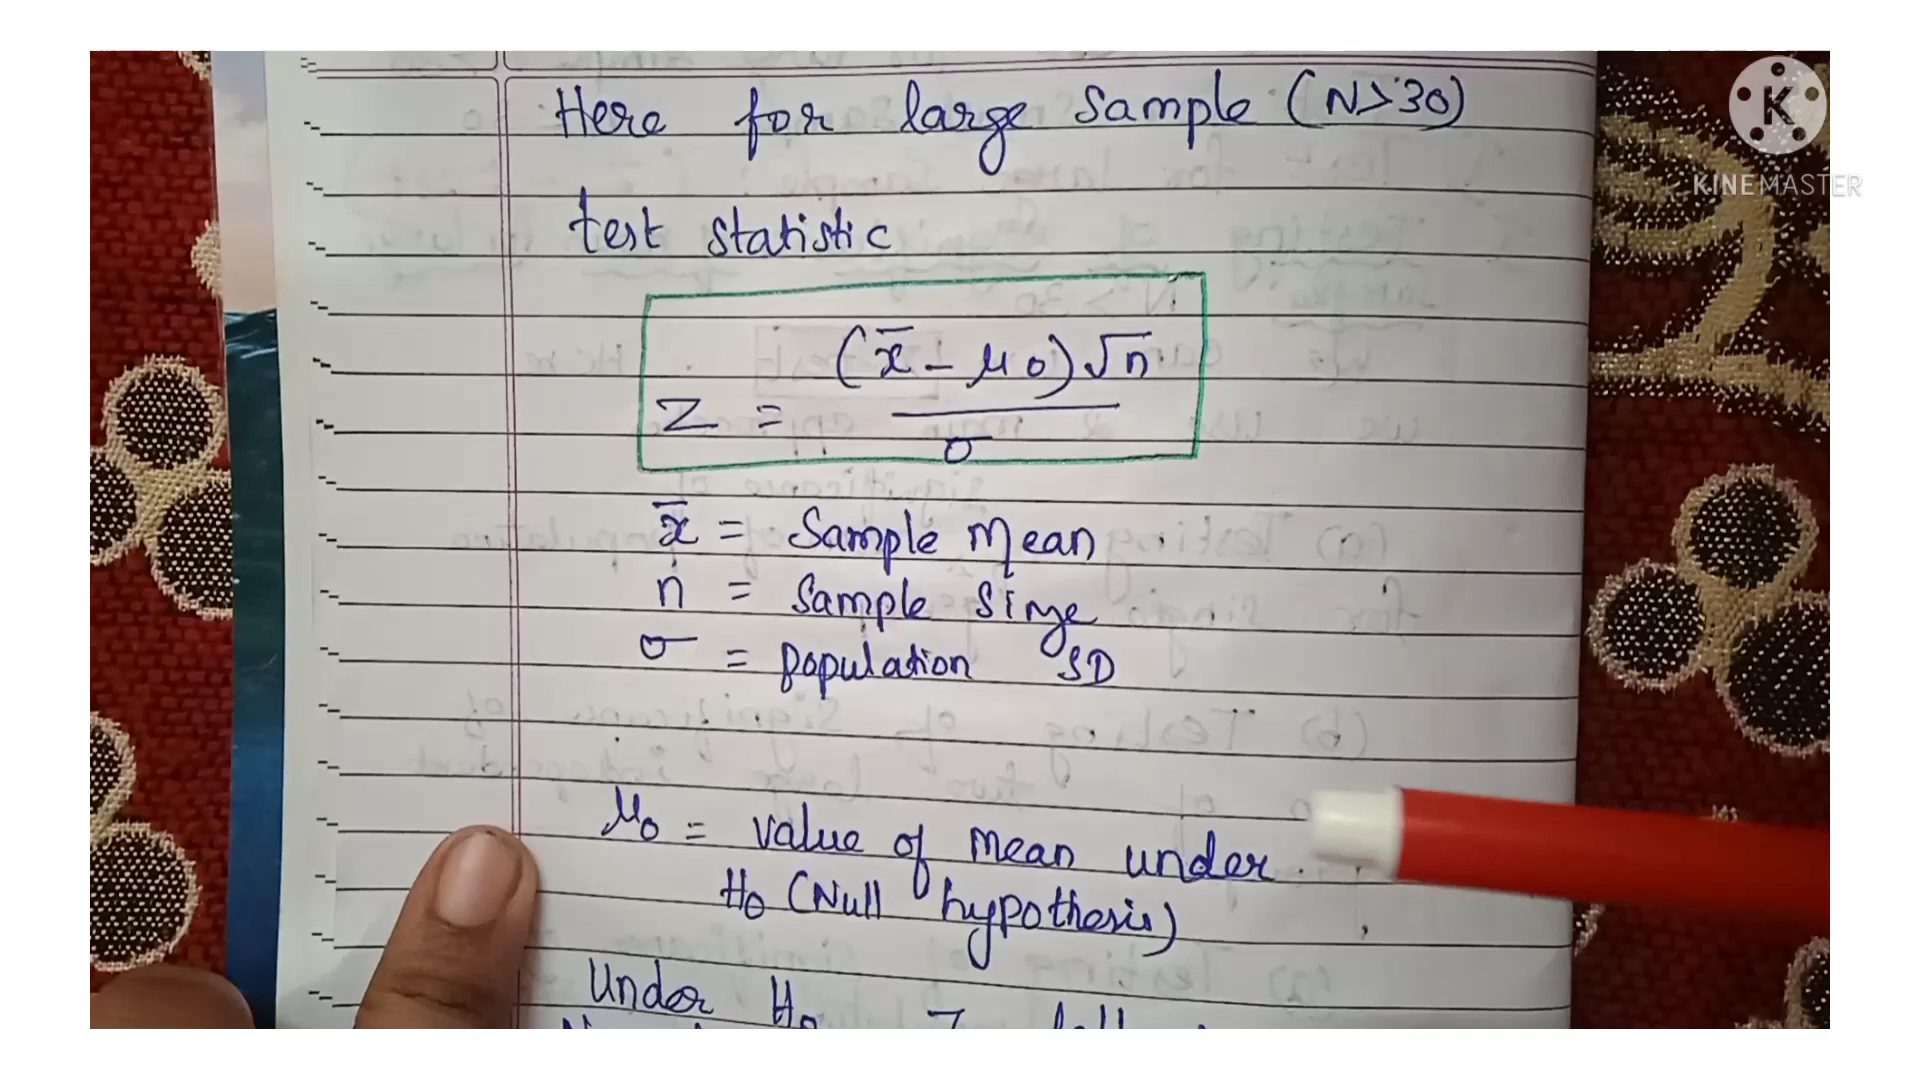 Here for large Sample (N>30)
test statistic
Z = (x̄ - μ0)√n / σ
x̄ = Sample Mean
n = Sample Size
σ = population SD
μ0 = value of mean under
H0 (Null hypothesis)
Under H0 Z
K
KINEMASTER